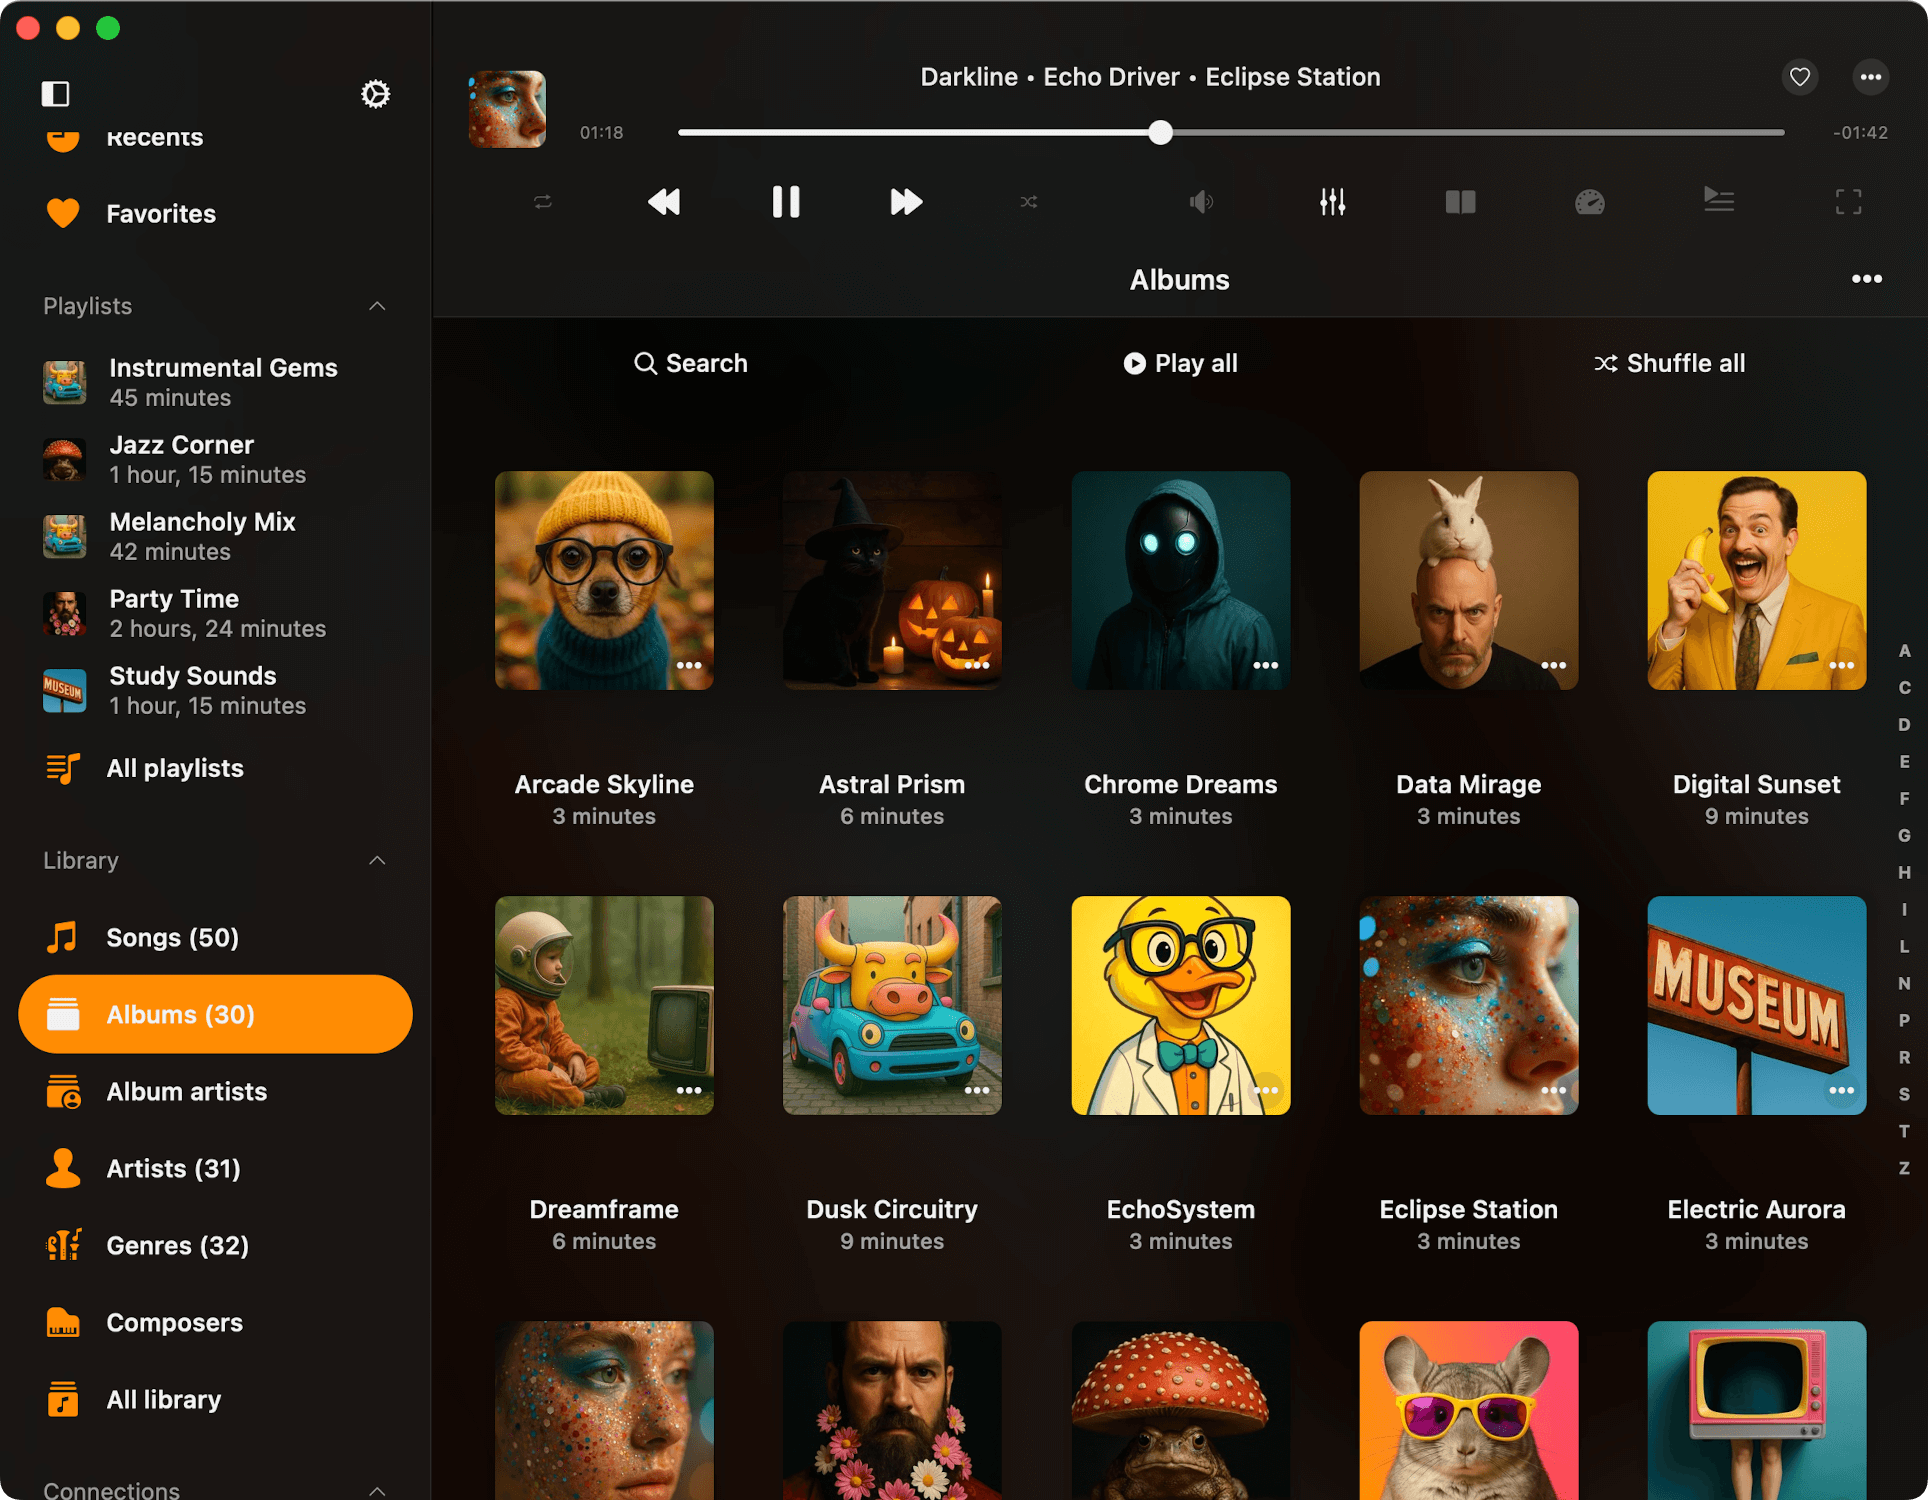 Recents
Favorites
Playlists
Instrumental Gems
45 minutes
Jazz Corner
1 hour, 15 minutes
Melancholy Mix
42 minutes
Party Time
2 hours, 24 minutes
MUSEUM
Study Sounds
1 hour, 15 minutes
All playlists
Library
Songs (50)
Albums (30)
Album artists
Artists (31)
Genres (32)
Composers
All library
Connections
Darkline • Echo Driver • Eclipse Station
01:18
-01:42
Albums
Search
Play all
Shuffle all
Arcade Skyline
3 minutes
Astral Prism
6 minutes
Chrome Dreams
3 minutes
Data Mirage
3 minutes
Digital Sunset
9 minutes
MUSEUM
Dreamframe
6 minutes
Dusk Circuitry
9 minutes
EchoSystem
3 minutes
Eclipse Station
3 minutes
Electric Aurora
3 minutes
A
C
D
E
F
G
H
I
L
N
P
R
S
T
Z